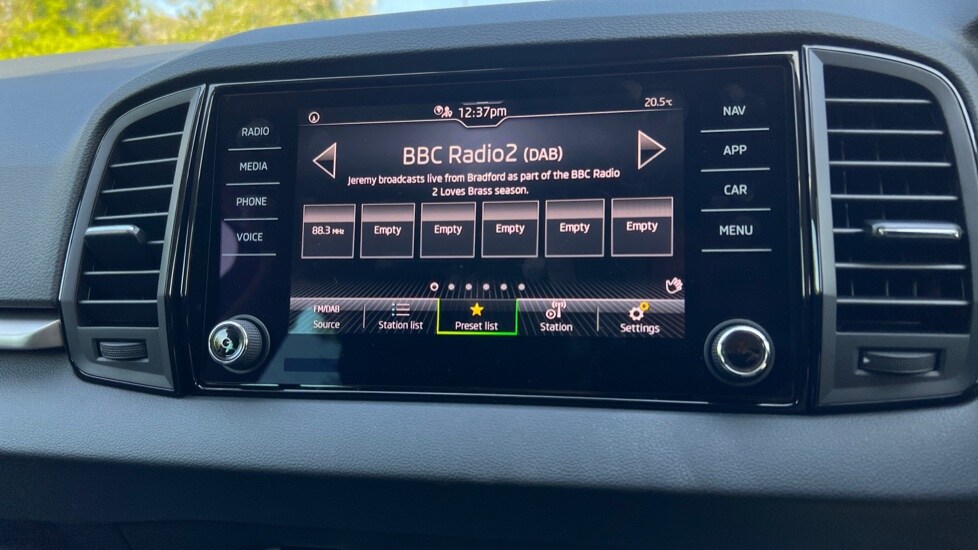 12:37pm
20.5°C
RADIO
MEDIA
PHONE
VOICE
BBC Radio2 (DAB)
Jeremy broadcasts live from Bradford as part of the BBC Radio
2 Loves Brass season.
88.3 MHz
Empty
Empty
Empty
Empty
Empty
FM/DAB
Source
Station list
Preset list
Station
Settings
NAV
APP
CAR
MENU